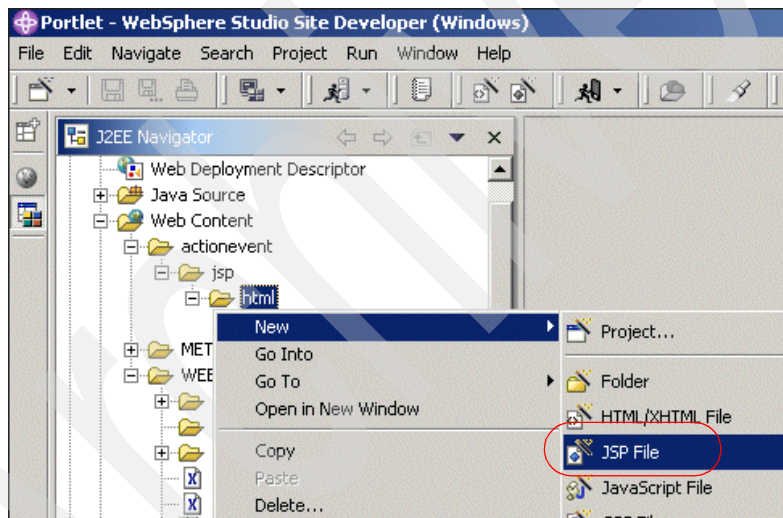 Portlet - WebSphere Studio Site Developer (Windows)
File Edit Navigate Search Project Run Window Help
J2EE Navigator
Web Deployment Descriptor
Java Source
Web Content
actionevent
jsp
html
New
Project...
MET
Go Into
WEB
Go To
Folder
Open in New Window
HTML/XHTML File
Copy
JSP File
Paste
JavaScript File
Delete...